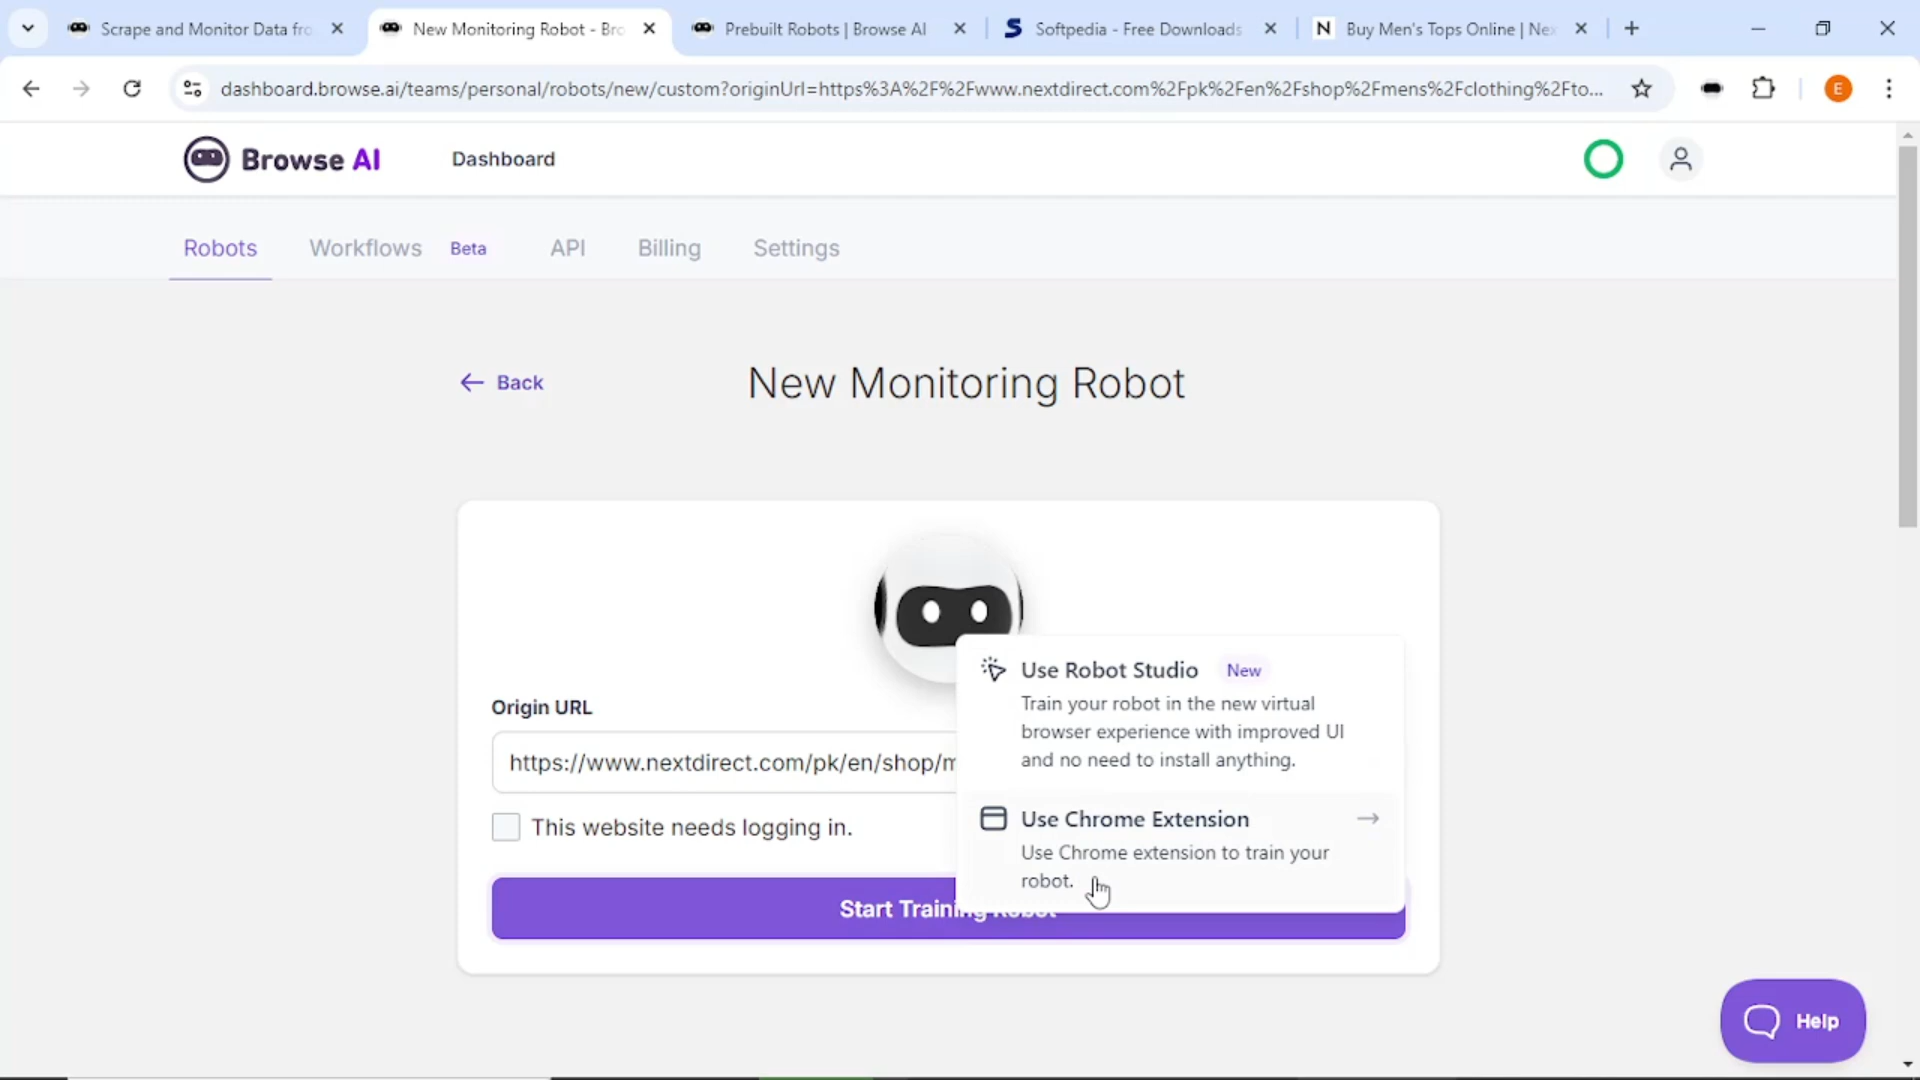 Scrape and Monitor Data fro
New Monitoring Robot - Bro
Prebuilt Robots | Browse AI
Softpedia - Free Downloads
N
Buy Men's Tops Online | Nex
dashboard.browse.ai/teams/personal/robots/new/custom?originUrl=https%3A%2F%2Fwww.nextdirect.com%2Fpk%2Fen%2Fshop%2Fmens%2Fclothing%2Fto...
E
Browse AI
Dashboard
Robots
Workflows
Beta
API
Billing
Settings
Back
New Monitoring Robot
Use Robot Studio New
Train your robot in the new virtual
browser experience with improved UI
and no need to install anything.
Origin URL
https://www.nextdirect.com/pk/en/shop/m
Use Chrome Extension
Use Chrome extension to train your
robot.
This website needs logging in.
Start Training Robot
Help